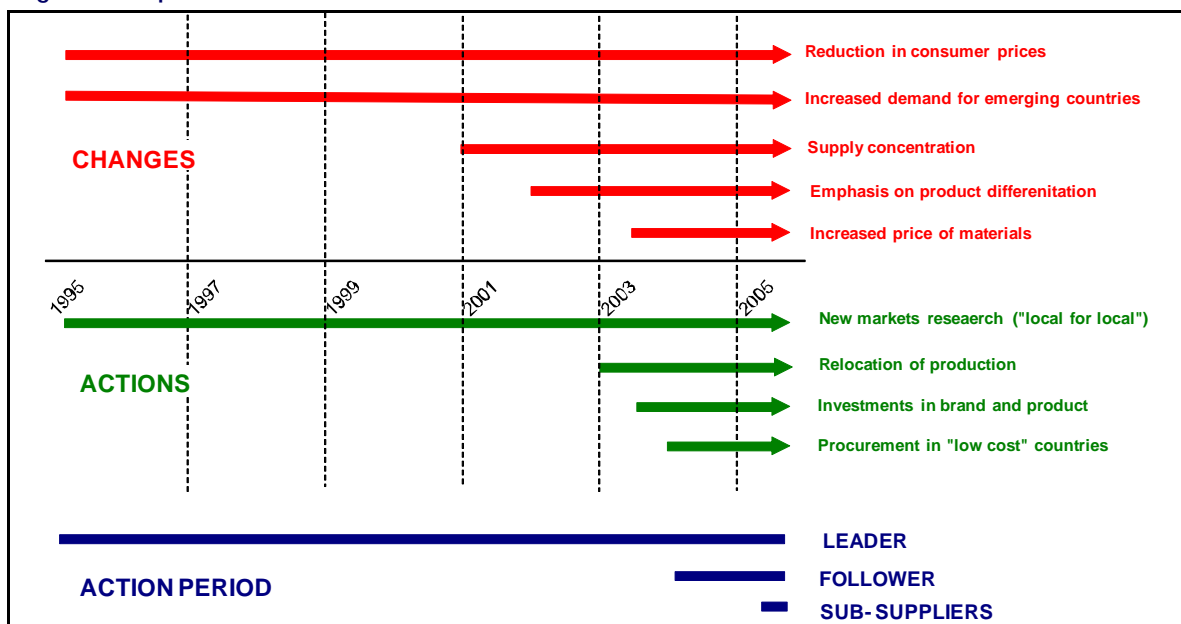 Reduction in consumer prices
Increased demand for emerging countries
CHANGES
Supply concentration
Emphasis on product differenitation
Increased price of materials
1995
1997
1999
2001
2003
2005
New markets reseaerch ("local for local")
Relocation of production
ACTIONS
Investments in brand and product
Procurement in "low cost" countries
LEADER
ACTION PERIOD
FOLLOWER
SUB- SUPPLIERS